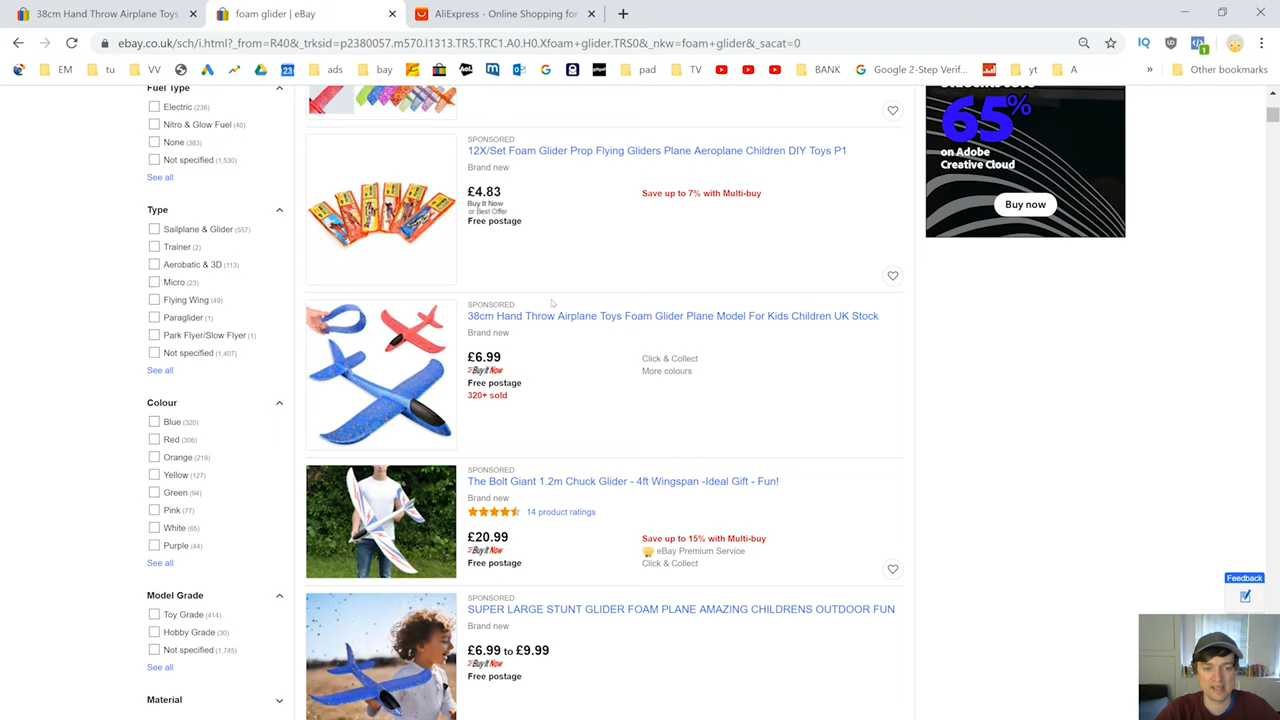 38cm Hand Throw Airplane Toys
foam glider | eBay
AliExpress - Online Shopping for
ebay.co.uk/sch/i.html?_from=R40&_trksid=p2380057.m570.l1313.TR5.TRC1.A0.H0.Xfoam+glider.TRS0&_nkw=foam+glider&_sacat=0
EM
tu
VV
23
ads
bay
Aol
pad
TV
BANK
Google 2-Step Verif...
yt
A
»
Other bookmarks
Fuel Type
Electric (236)
Nitro & Glow Fuel (40)
None (383)
Not specified (1,530)
See all
Type
Sailplane & Glider (557)
Trainer (2)
Aerobatic & 3D (113)
Micro (23)
Flying Wing (49)
Paraglider (1)
Park Flyer/Slow Flyer (1)
Not specified (1,407)
See all
Colour
Blue (320)
Red (306)
Orange (219)
Yellow (127)
Green (94)
Pink (77)
White (65)
Purple (44)
See all
Model Grade
Toy Grade (414)
Hobby Grade (30)
Not specified (1,745)
See all
Material
SPONSORED
12X/Set Foam Glider Prop Flying Gliders Plane Aeroplane Children DIY Toys P1
Brand new
£4.83
Save up to 7% with Multi-buy
Buy It Now
or Best Offer
Free postage
SPONSORED
38cm Hand Throw Airplane Toys Foam Glider Plane Model For Kids Children UK Stock
Brand new
£6.99
Click & Collect
Buy It Now
More colours
Free postage
320+ sold
SPONSORED
The Bolt Giant 1.2m Chuck Glider - 4ft Wingspan -Ideal Gift - Fun!
Brand new
14 product ratings
£20.99
Save up to 15% with Multi-buy
Buy It Now
eBay Premium Service
Free postage
Click & Collect
SPONSORED
SUPER LARGE STUNT GLIDER FOAM PLANE AMAZING CHILDRENS OUTDOOR FUN
Brand new
£6.99 to £9.99
Buy It Now
Free postage
65%
on Adobe
Creative Cloud
Buy now
Feedback